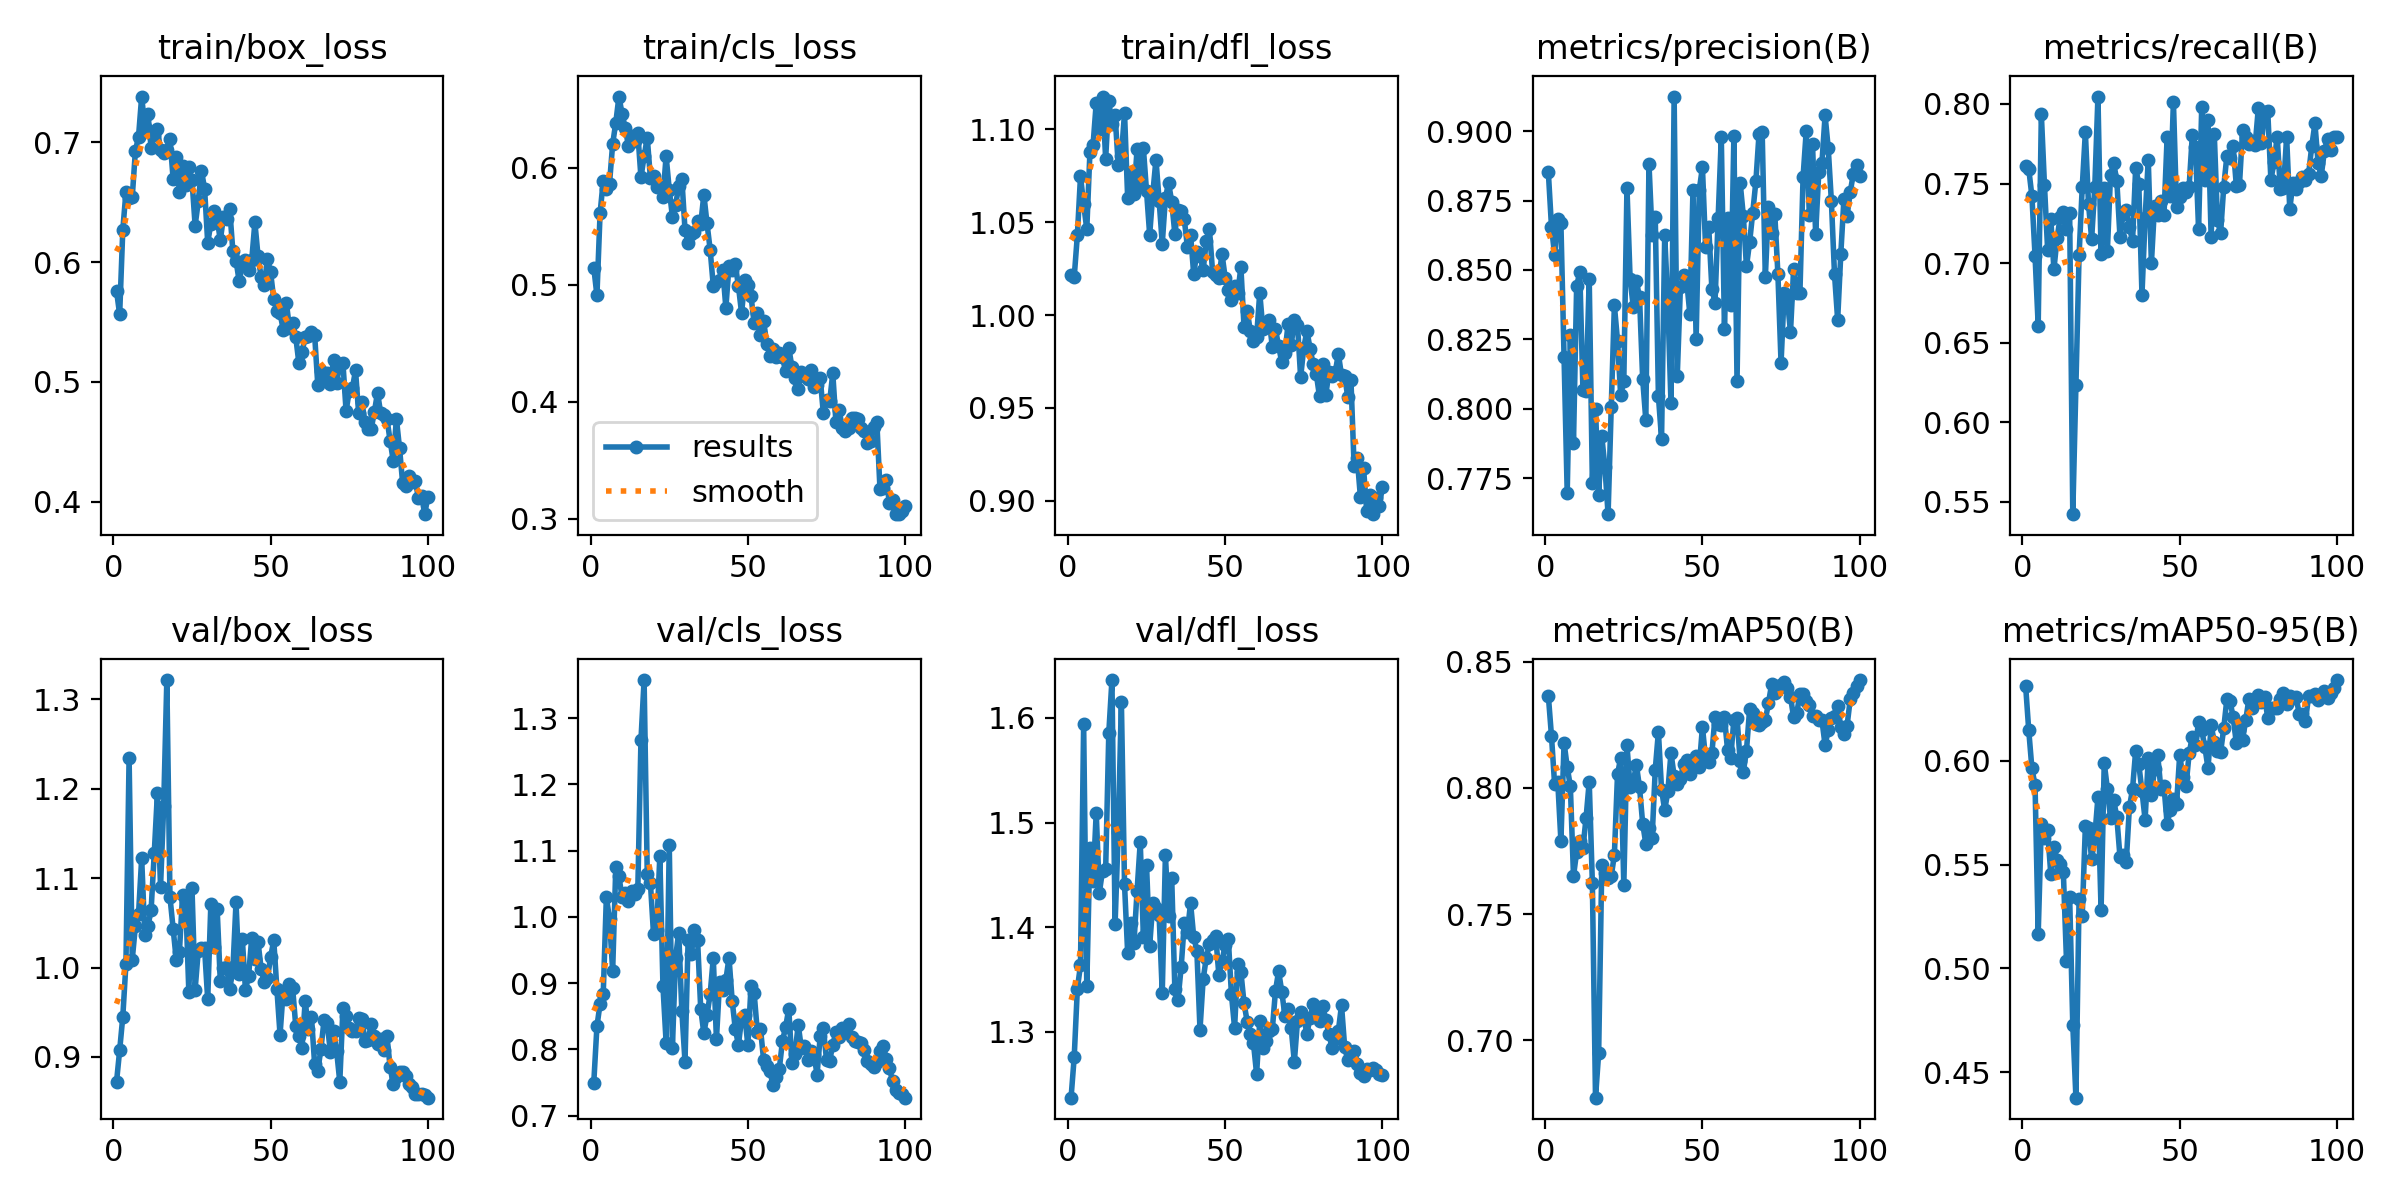 train/box_loss
0.7
0.6
0.5
0.4
0 50 100
train/cls_loss
0.6
0.5
0.4
0.3
results
smooth
0 50 100
train/dfl_loss
1.10
1.05
1.00
0.95
0.90
0 50 100
metrics/precision(B)
0.900
0.875
0.850
0.825
0.800
0.775
0 50 100
metrics/recall(B)
0.80
0.75
0.70
0.65
0.60
0.55
0 50 100
val/box_loss
1.3
1.2
1.1
1.0
0.9
0 50 100
val/cls_loss
1.3
1.2
1.1
1.0
0.9
0.8
0.7
0 50 100
val/dfl_loss
1.6
1.5
1.4
1.3
0 50 100
metrics/mAP50(B)
0.85
0.80
0.75
0.70
0 50 100
metrics/mAP50-95(B)
0.60
0.55
0.50
0.45
0 50 100